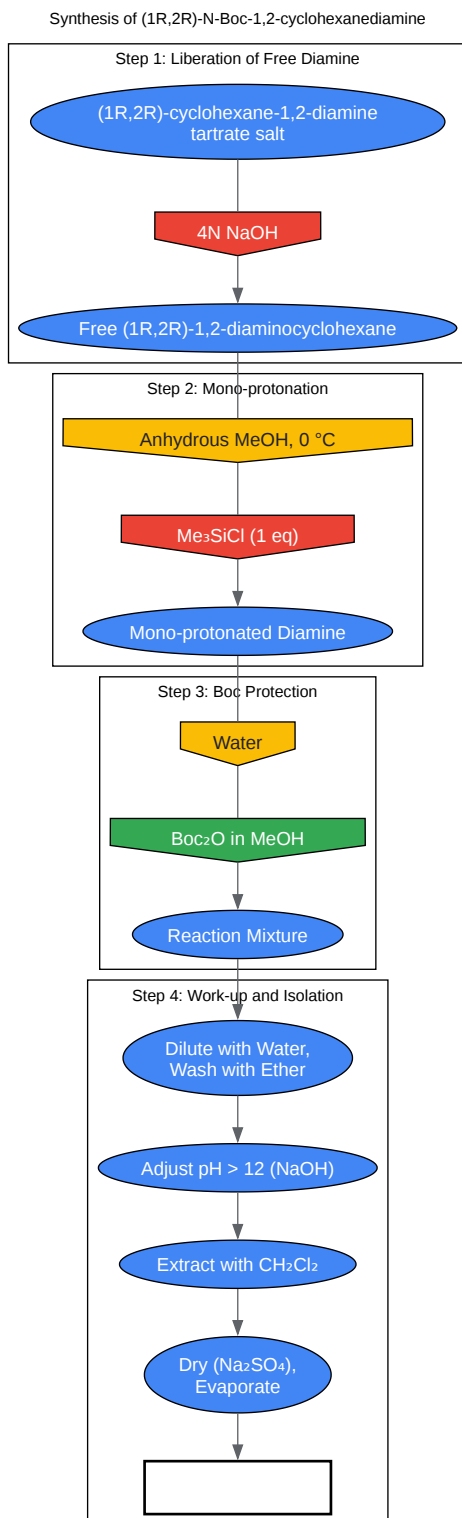 Synthesis of (1R,2R)-N-Boc-1,2-cyclohexanediamine
Step 1: Liberation of Free Diamine
(1R,2R)-cyclohexane-1,2-diamine
tartrate salt
4N NaOH
Free (1R,2R)-1,2-diaminocyclohexane
Step 2: Mono-protonation
Anhydrous MeOH, 0 °C
Me₃SiCl (1 eq)
Mono-protonated Diamine
Step 3: Boc Protection
Water
Boc₂O in MeOH
Reaction Mixture
Step 4: Work-up and Isolation
Dilute with Water,
Wash with Ether
Adjust pH > 12 (NaOH)
Extract with CH₂Cl₂
Dry (Na₂SO₄),
Evaporate